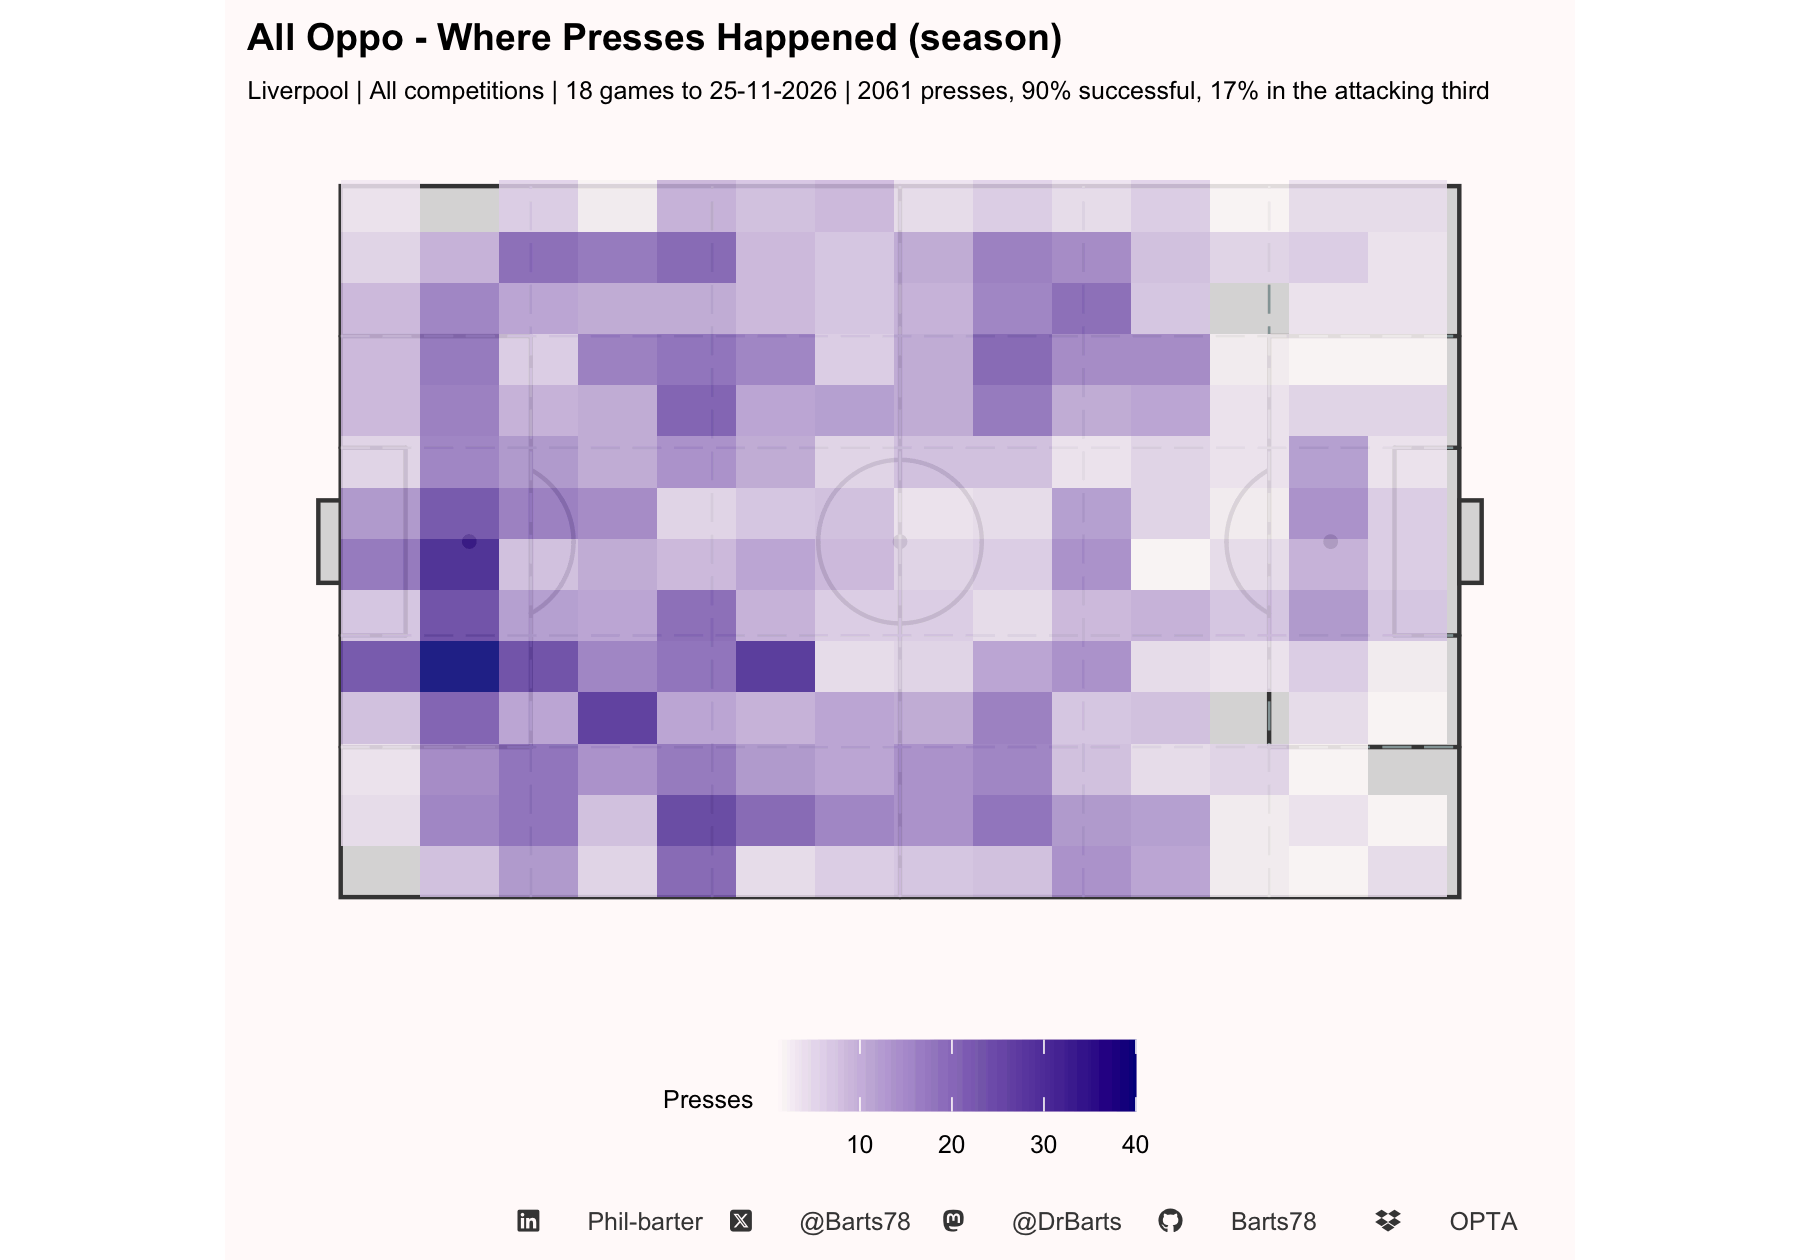 All Oppo - Where Presses Happened (season)
Liverpool | All competitions | 18 games to 25-11-2026 | 2061 presses, 90% successful, 17% in the attacking third
Presses
10 20 30 40
Phil-barter @Barts78 @DrBarts Barts78 OPTA